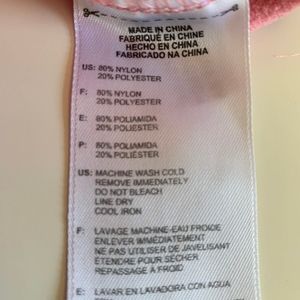 MADE IN CHINA
FABRIQUÉ EN CHINE
HECHO EN CHINA
FABRICADO NA CHINA
US: 80% NYLON
20% POLYESTER
F: 80% NYLON
20% POLYESTER
E: 80% POLIAMIDA
20% POLIÉSTER
P: 80% POLIAMIDA
20% POLIÉSTER
US: MACHINE WASH COLD
REMOVE IMMEDIATELY
DO NOT BLEACH
LINE DRY
COOL IRON
F: LAVAGE MACHINE-EAU FROIDE
ENLEVER IMMÉDIATEMENT
NE PAS UTILISER DE JAVELISANT
ÉTENDRE POUR SÉCHER
REPASSAGE À FROID
E: LAVAR EN LAVADORA CON AGUA